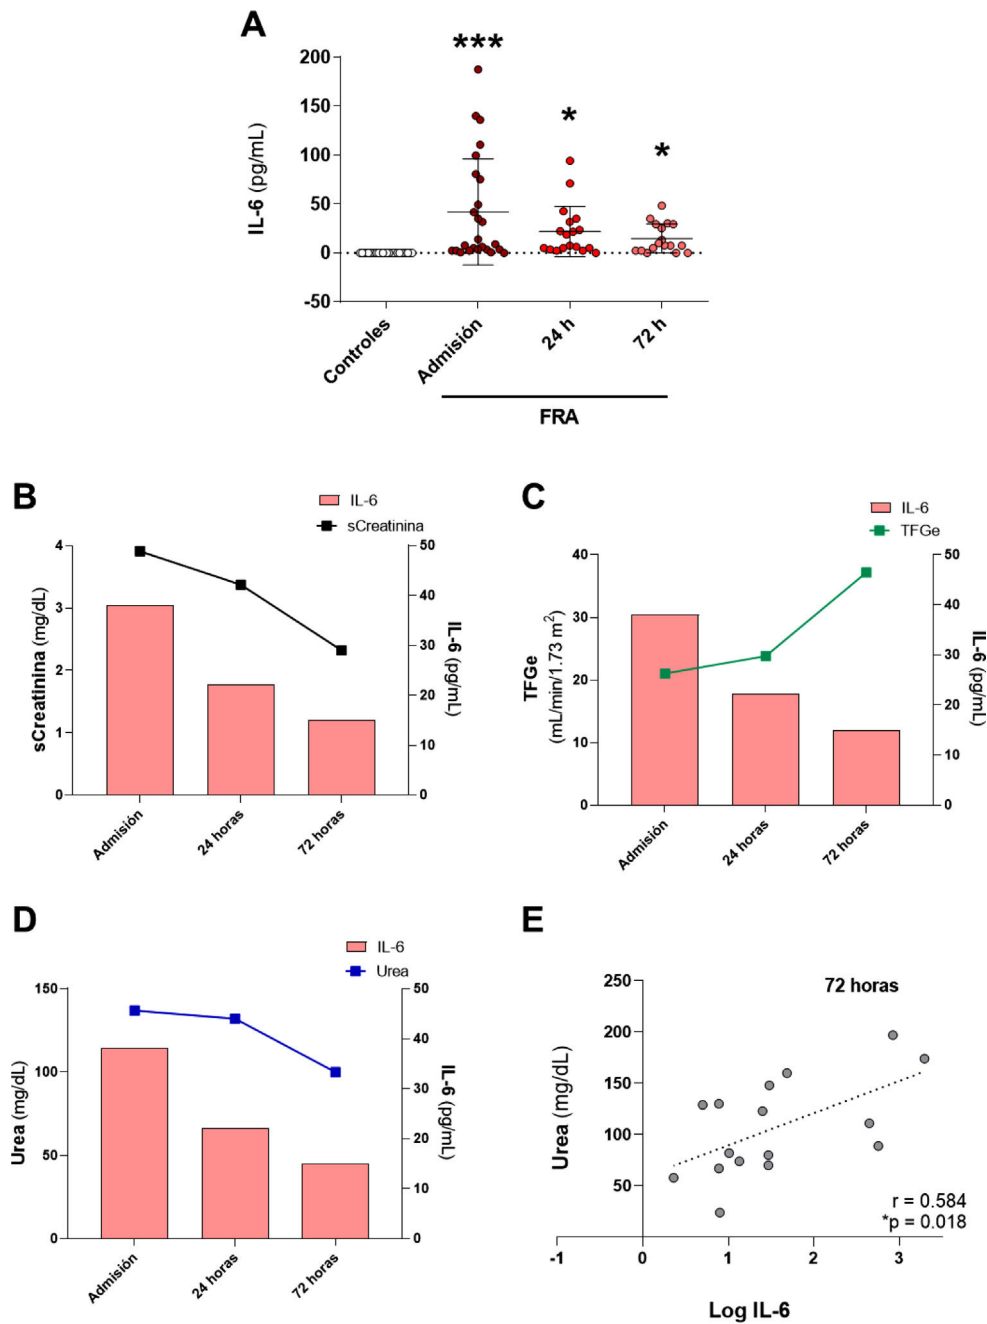 A
***
*
*
200
150
100
50
0
-50
IL-6 (pg/mL)
Controles
Admisión
24 h
72 h
FRA
B
IL-6
sCreatinina
4
3
2
1
0
sCreatinina (mg/dL)
50
40
30
20
10
0
IL-6 (pg/mL)
Admisión
24 horas
72 horas
C
IL-6
TFGe
40
30
20
10
0
TFGe
(mL/min/1.73 m²)
50
40
30
20
10
0
IL-6 (pg/mL)
Admisión
24 horas
72 horas
D
IL-6
Urea
150
100
50
0
Urea (mg/dL)
50
40
30
20
10
0
IL-6 (pg/mL)
Admisión
24 horas
72 horas
E
72 horas
250
200
150
100
50
Urea (mg/dL)
r = 0.584
*p = 0.018
-1
0
1
2
3
Log IL-6